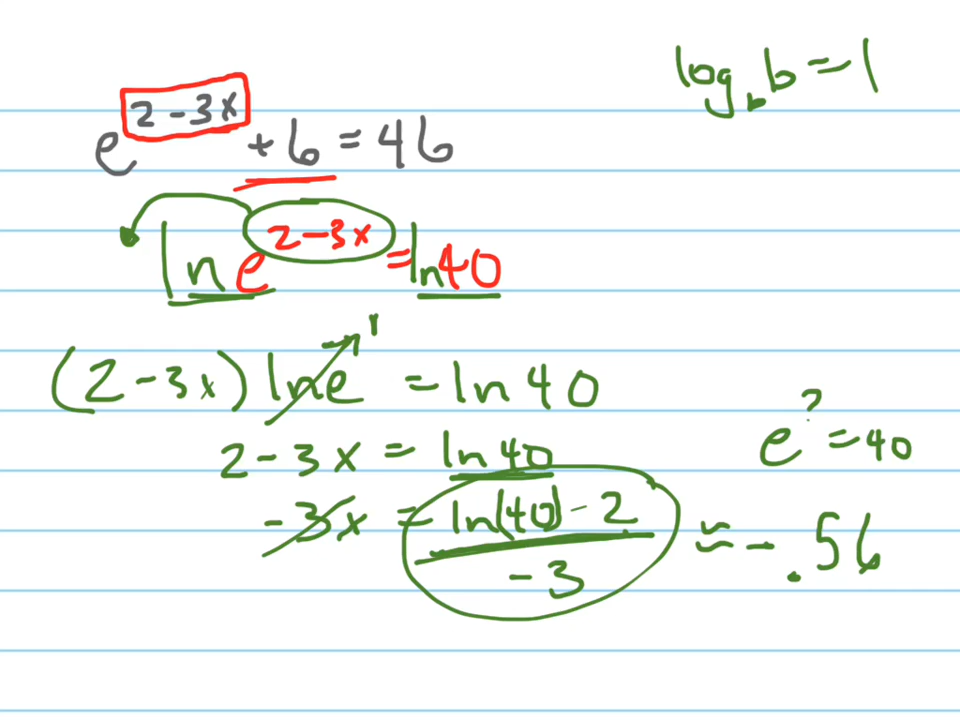 log_b b = 1
e^(2-3x) + 6 = 46
ln e^(2-3x) = ln 40
(2-3x) ln e 1 = ln 40
2-3x = ln 40
e^? = 40
-3x = (ln(40) - 2)/-3 ≈ -.56